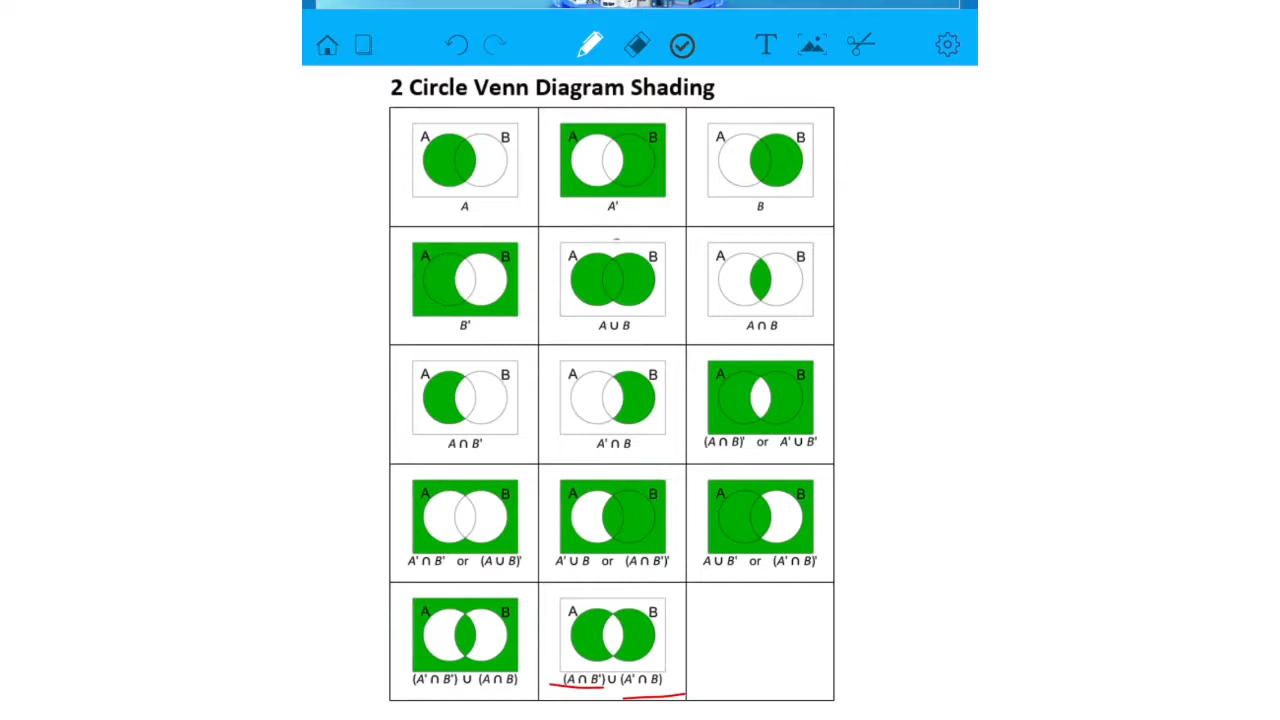 2 Circle Venn Diagram Shading
A B A B A B
A A' B
A B A B A B
B' A ∪ B A ∩ B
A B A B A B
A ∩ B' A' ∩ B (A ∩ B)' or A' ∪ B'
A B A B A B
A' ∩ B' or (A ∪ B)' A' ∪ B or (A ∩ B')' A ∪ B' or (A' ∩ B)'
A B A B
(A' ∩ B') ∪ (A ∩ B) (A ∩ B') ∪ (A' ∩ B)